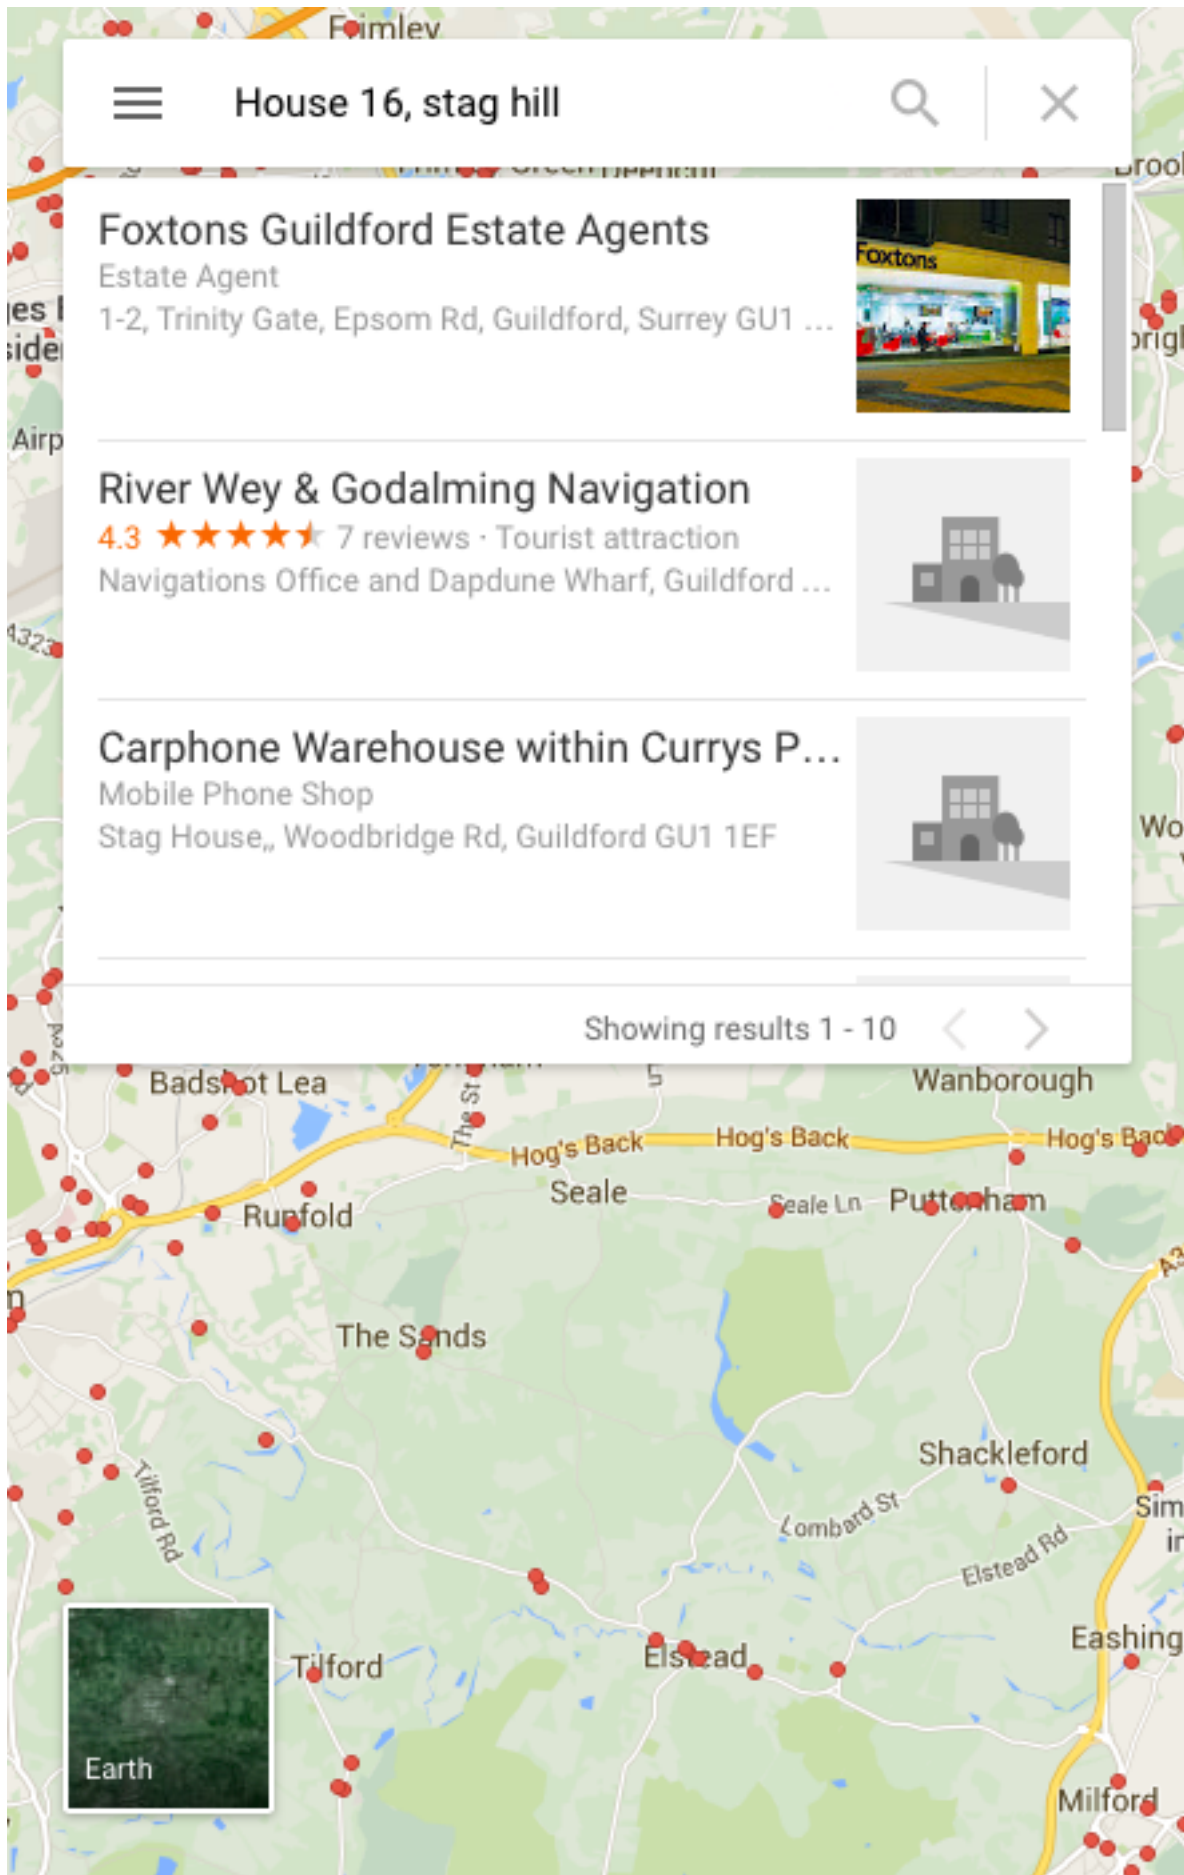 Frimley
House 16, stag hill
Foxtons Guildford Estate Agents
Estate Agent
1-2, Trinity Gate, Epsom Rd, Guildford, Surrey GU1 ...
Foxtons
River Wey & Godalming Navigation
4.3 7 reviews · Tourist attraction
Navigations Office and Dapdune Wharf, Guildford ...
A323
Carphone Warehouse within Currys P...
Mobile Phone Shop
Stag House,, Woodbridge Rd, Guildford GU1 1EF
Showing results 1 - 10
Badshot Lea
The St
Wanborough
Hog's Back
Hog's Back
Hog's Back
Seale
Seale Ln
Puttenham
Runfold
The Sands
Shackleford
Lombard St
Elstead Rd
Tilford Rd
Eashing
Elstead
Tilford
Earth
Milford